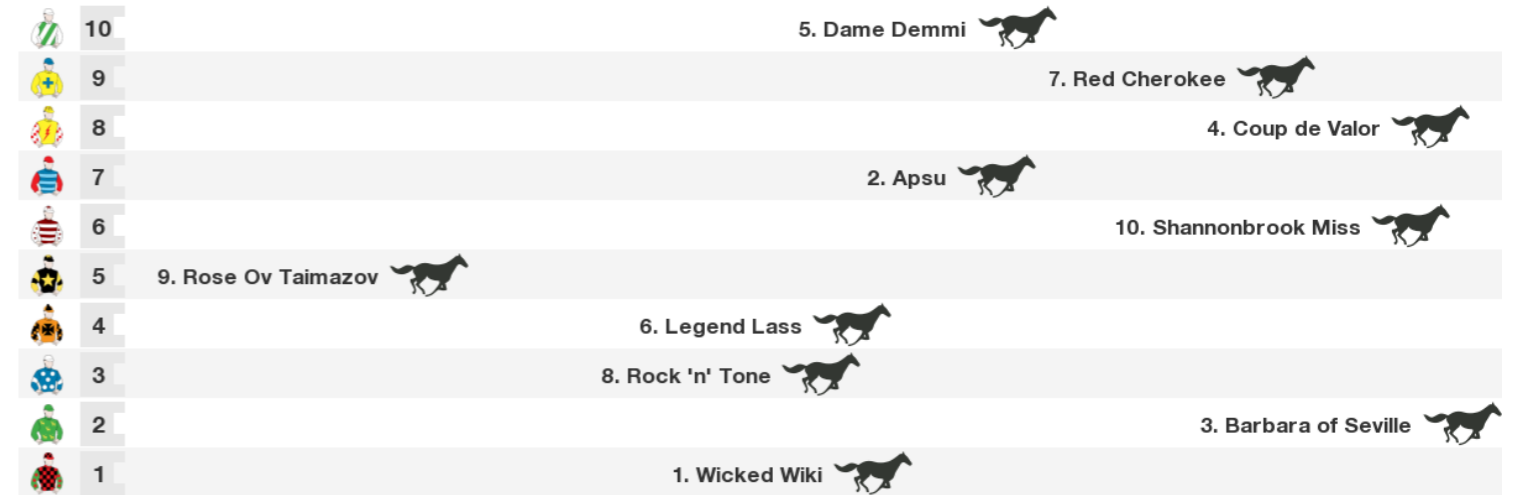 10 5. Dame Demmi
9 7. Red Cherokee
8 4. Coup de Valor
7 2. Apsu
6 10. Shannonbrook Miss
5 9. Rose Ov Taimazov
4 6. Legend Lass
3 8. Rock 'n' Tone
2 3. Barbara of Seville
1 1. Wicked Wiki